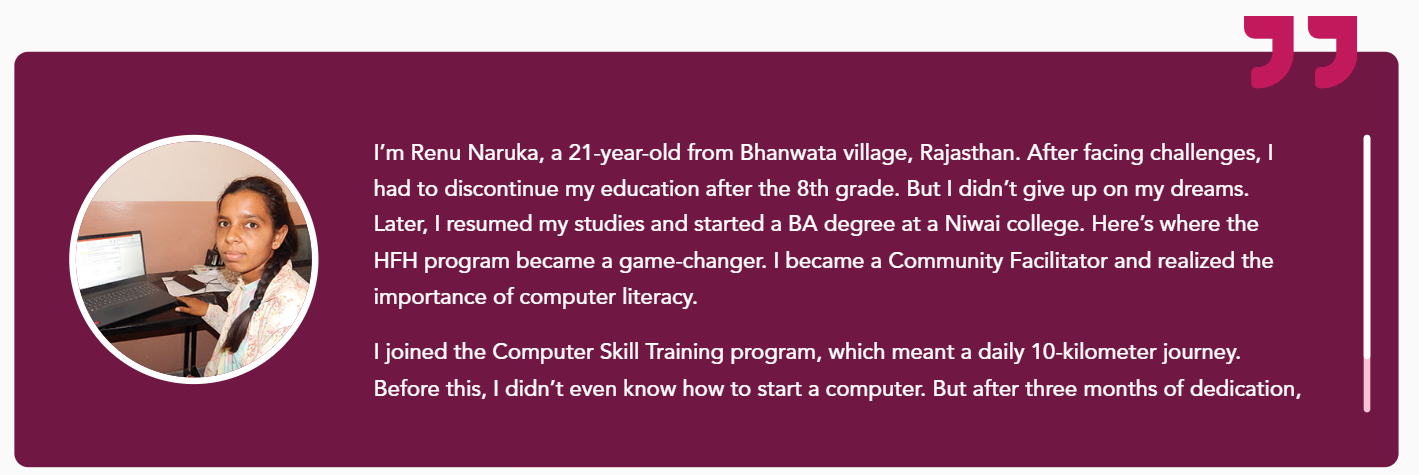 I’m Renu Naruka, a 21-year-old from Bhanwata village, Rajasthan. After facing challenges, I
had to discontinue my education after the 8th grade. But I didn’t give up on my dreams.
Later, I resumed my studies and started a BA degree at a Niwai college. Here’s where the
HFH program became a game-changer. I became a Community Facilitator and realized the
importance of computer literacy.
I joined the Computer Skill Training program, which meant a daily 10-kilometer journey.
Before this, I didn’t even know how to start a computer. But after three months of dedication,